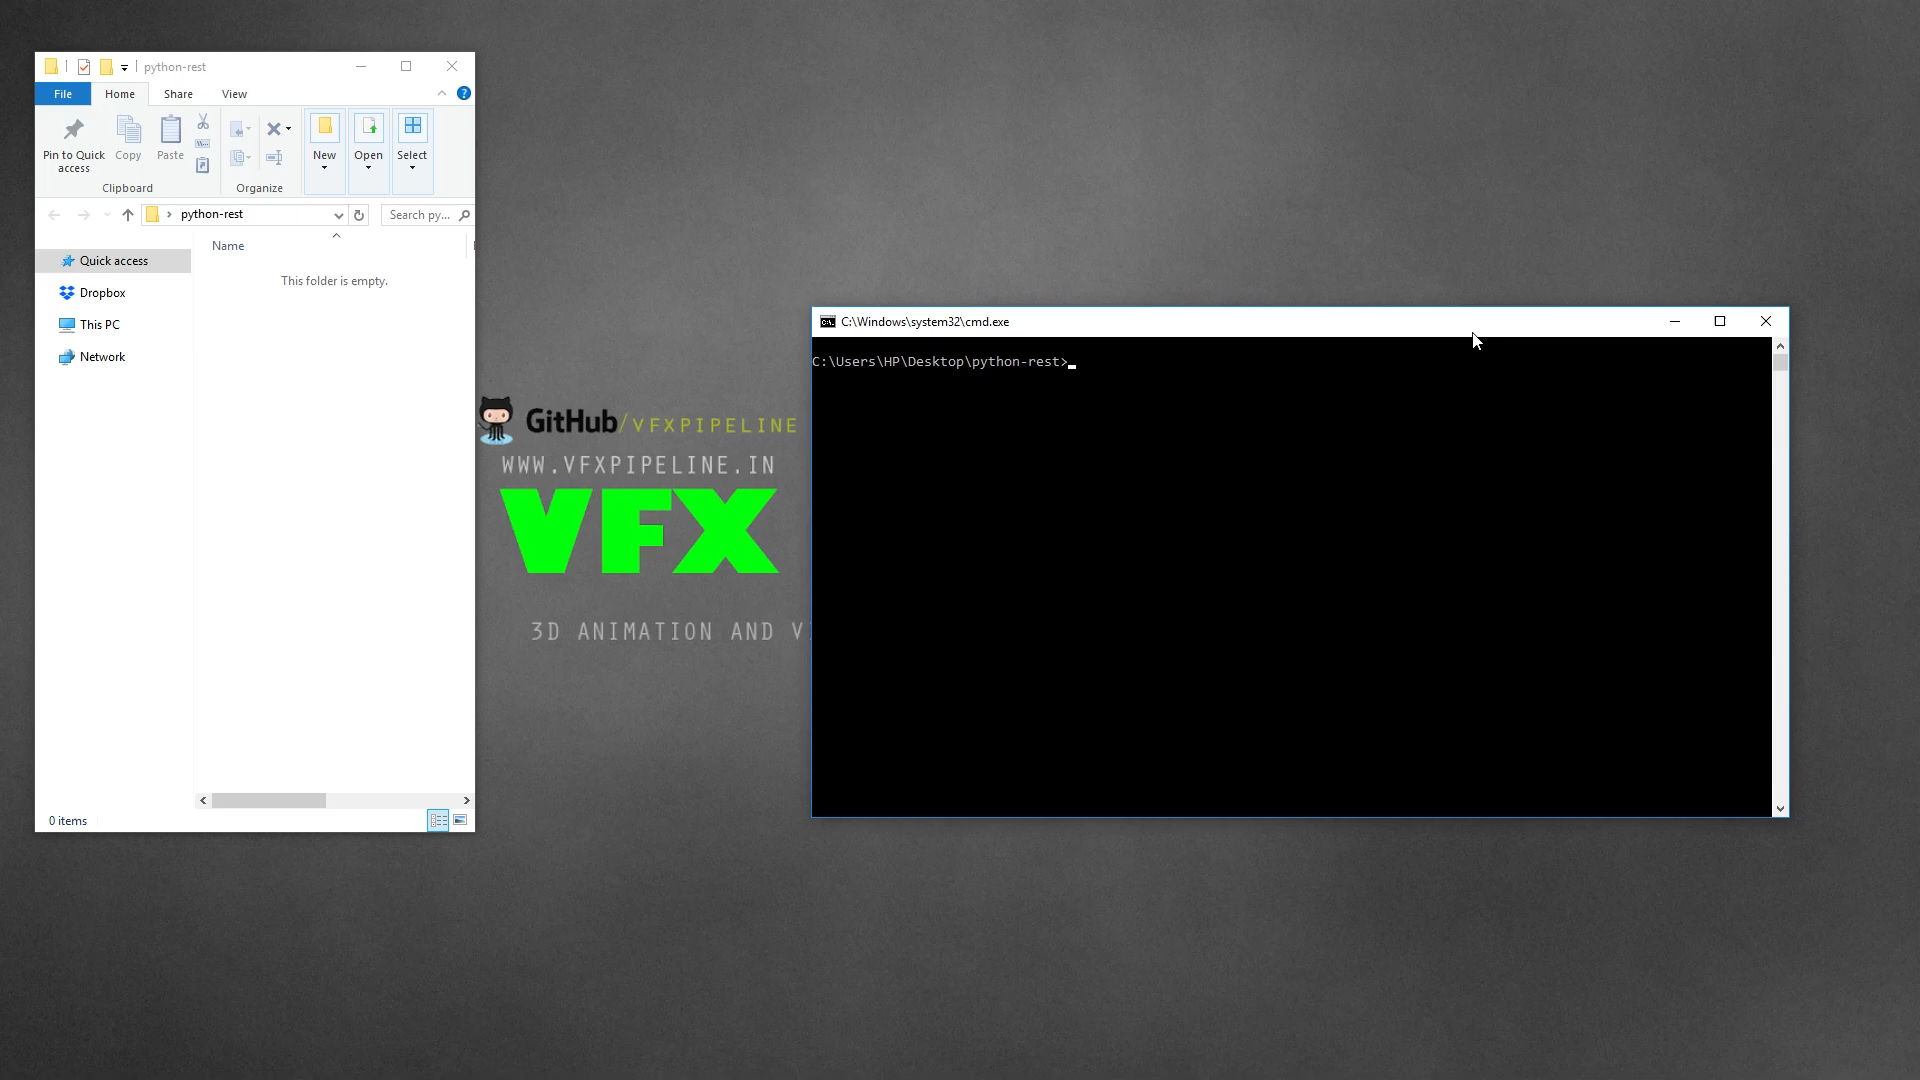 python-rest
File Home Share View
Pin to Quick access
Copy
Paste
New
Open
Select
Clipboard
Organize
python-rest
Search py...
Name
This folder is empty.
Quick access
Dropbox
This PC
Network
0 items
GitHub/VFXPIPELINE
WWW.VFXPIPELINE.IN
VFX
3D ANIMATION AND
C:\Windows\system32\cmd.exe
C:\Users\HP\Desktop\python-rest>